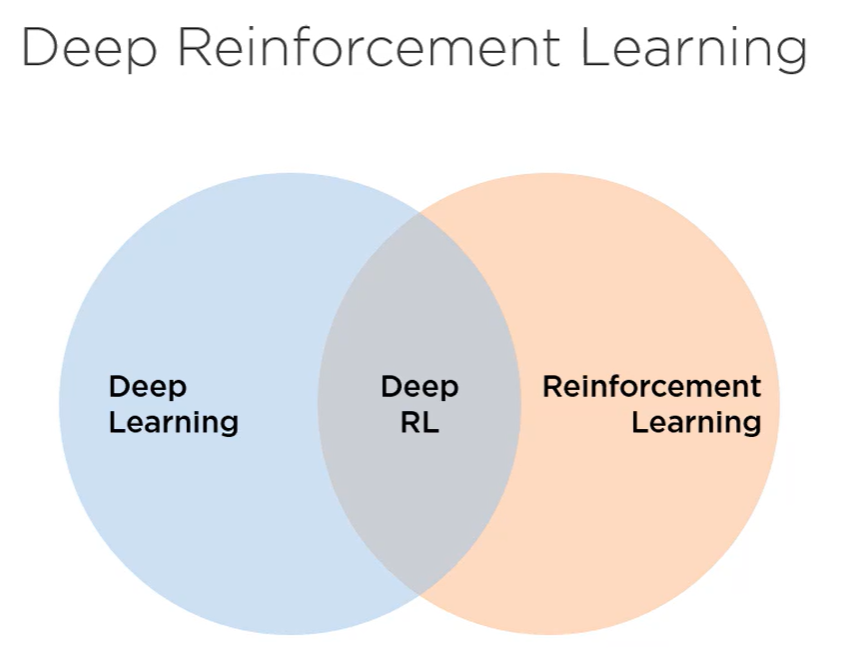 Deep Reinforcement Learning
Deep
Learning
Deep
RL
Reinforcement
Learning